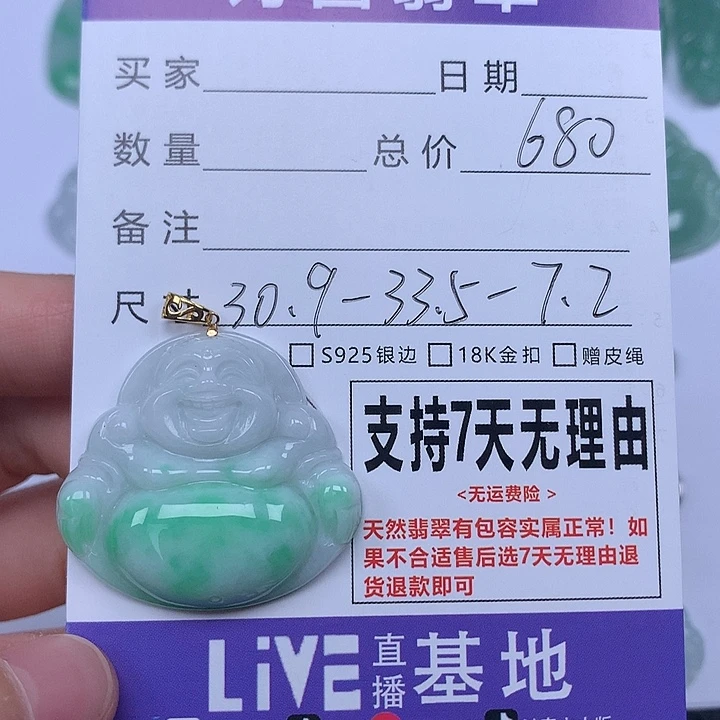 买家 日期
数量 总价 680
备注
尺寸 30.9-33.5-7.2
□S925银边 □18K金扣 □赠皮绳
支持7天无理由
<无运费险 >
天然翡翠有包容实属正常！如
果不合适售后选7天无理由退
货退款即可
LiVE 直播 基地